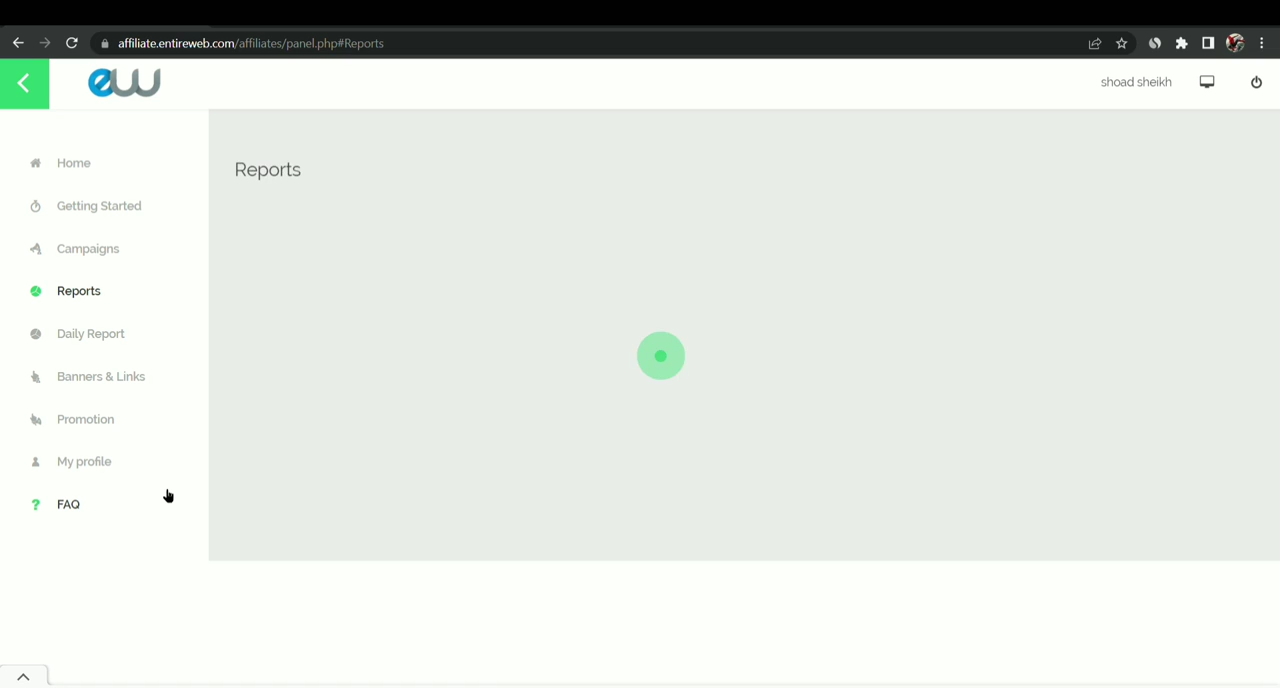 affiliate.entireweb.com/affiliates/panel.php#Reports
ew
shoad sheikh
Home
Getting Started
Campaigns
Reports
Daily Report
Banners & Links
Promotion
My profile
FAQ
Reports